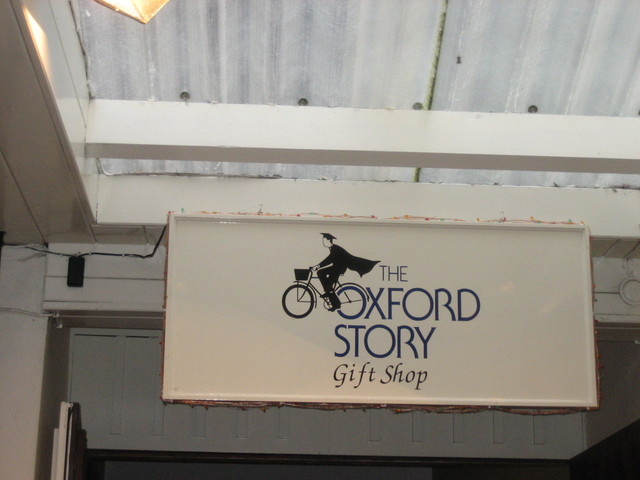 THE
OXFORD
STORY
Gift Shop